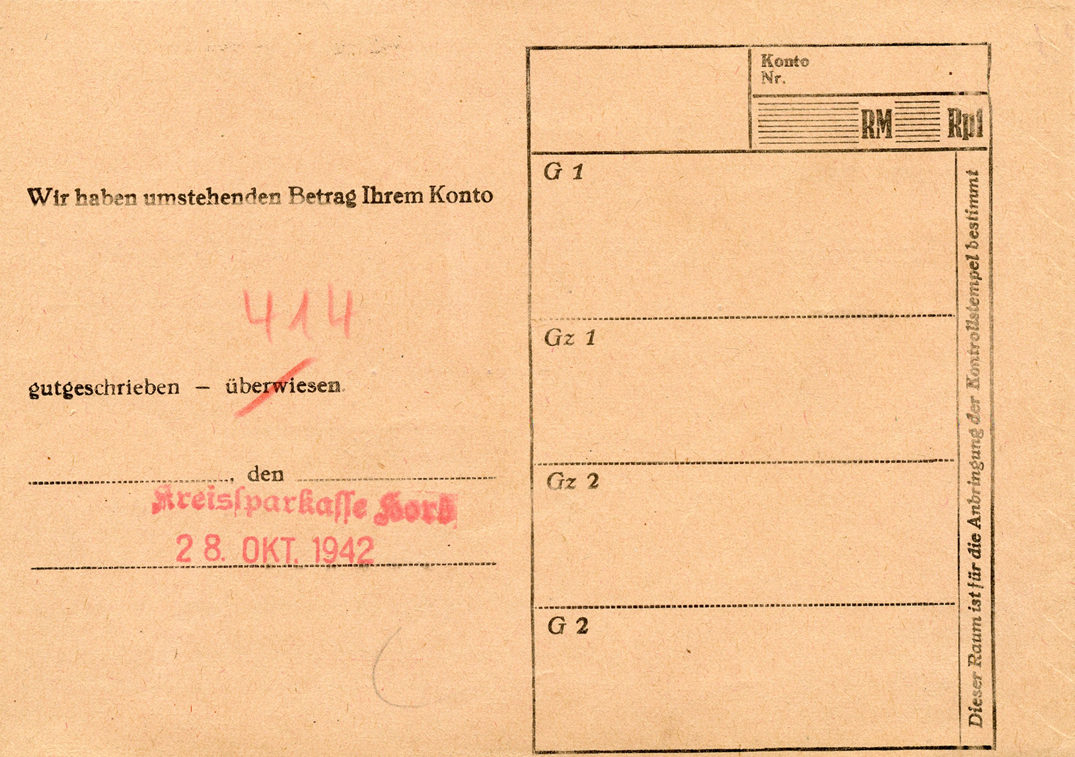 Wir haben umstehenden Betrag Ihrem Konto
414
gutgeschrieben – überwiesen.
, den
Kreissparkasse Horb
28. OKT. 1942
Konto
Nr.
RM Rpf
G 1
Gz 1
Gz 2
G 2
Dieser Raum ist für die Anbringung der Kontrollstempel bestimmt